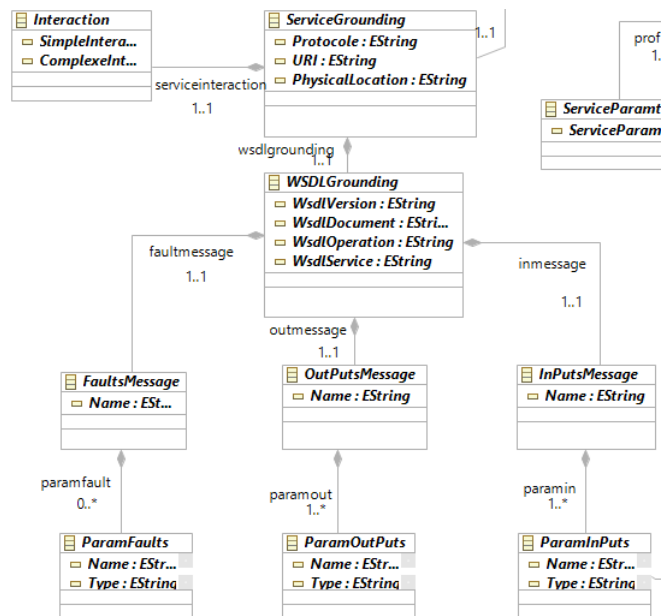 Interaction
SimpleIntera...
ComplexeInt...
ServiceGrounding
Protocole : EString
URI : EString
PhysicalLocation : EString
1..1
prof
1..
serviceinteraction
1..1
ServiceParamt
ServiceParam
wsdlgrounding
1..1
WSDLGrounding
WsdlVersion : EString
WsdlDocument : EStri...
WsdlOperation : EString
WsdlService : EString
faultmessage
1..1
inmessage
1..1
outmessage
1..1
FaultsMessage
Name : ESt...
OutPutsMessage
Name : EString
InPutsMessage
Name : EString
paramfault
0..*
paramout
1..*
paramin
1..*
ParamFaults
Name : EStr...
Type : EString
ParamOutPuts
Name : EStr...
Type : EString
ParamInPuts
Name : EStr...
Type : EString